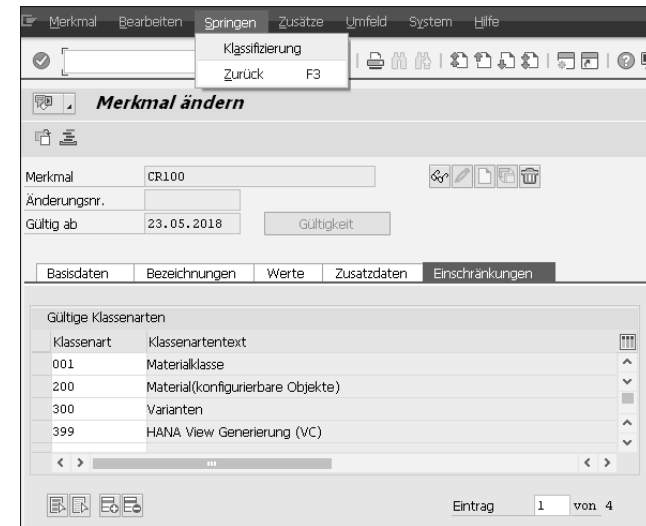 Merkmal Bearbeiten Springen Zusätze Umfeld System Hilfe
Klassifizierung
Zurück F3
Merkmal ändern
Merkmal CR100
Änderungsnr.
Gültig ab 23.05.2018 Gültigkeit
Basisdaten Bezeichnungen Werte Zusatzdaten Einschränkungen
Gültige Klassenarten
Klassenart Klassenartentext
001 Materialklasse
200 Material(konfigurierbare Objekte)
300 Varianten
399 HANA View Generierung (VC)
Eintrag 1 von 4